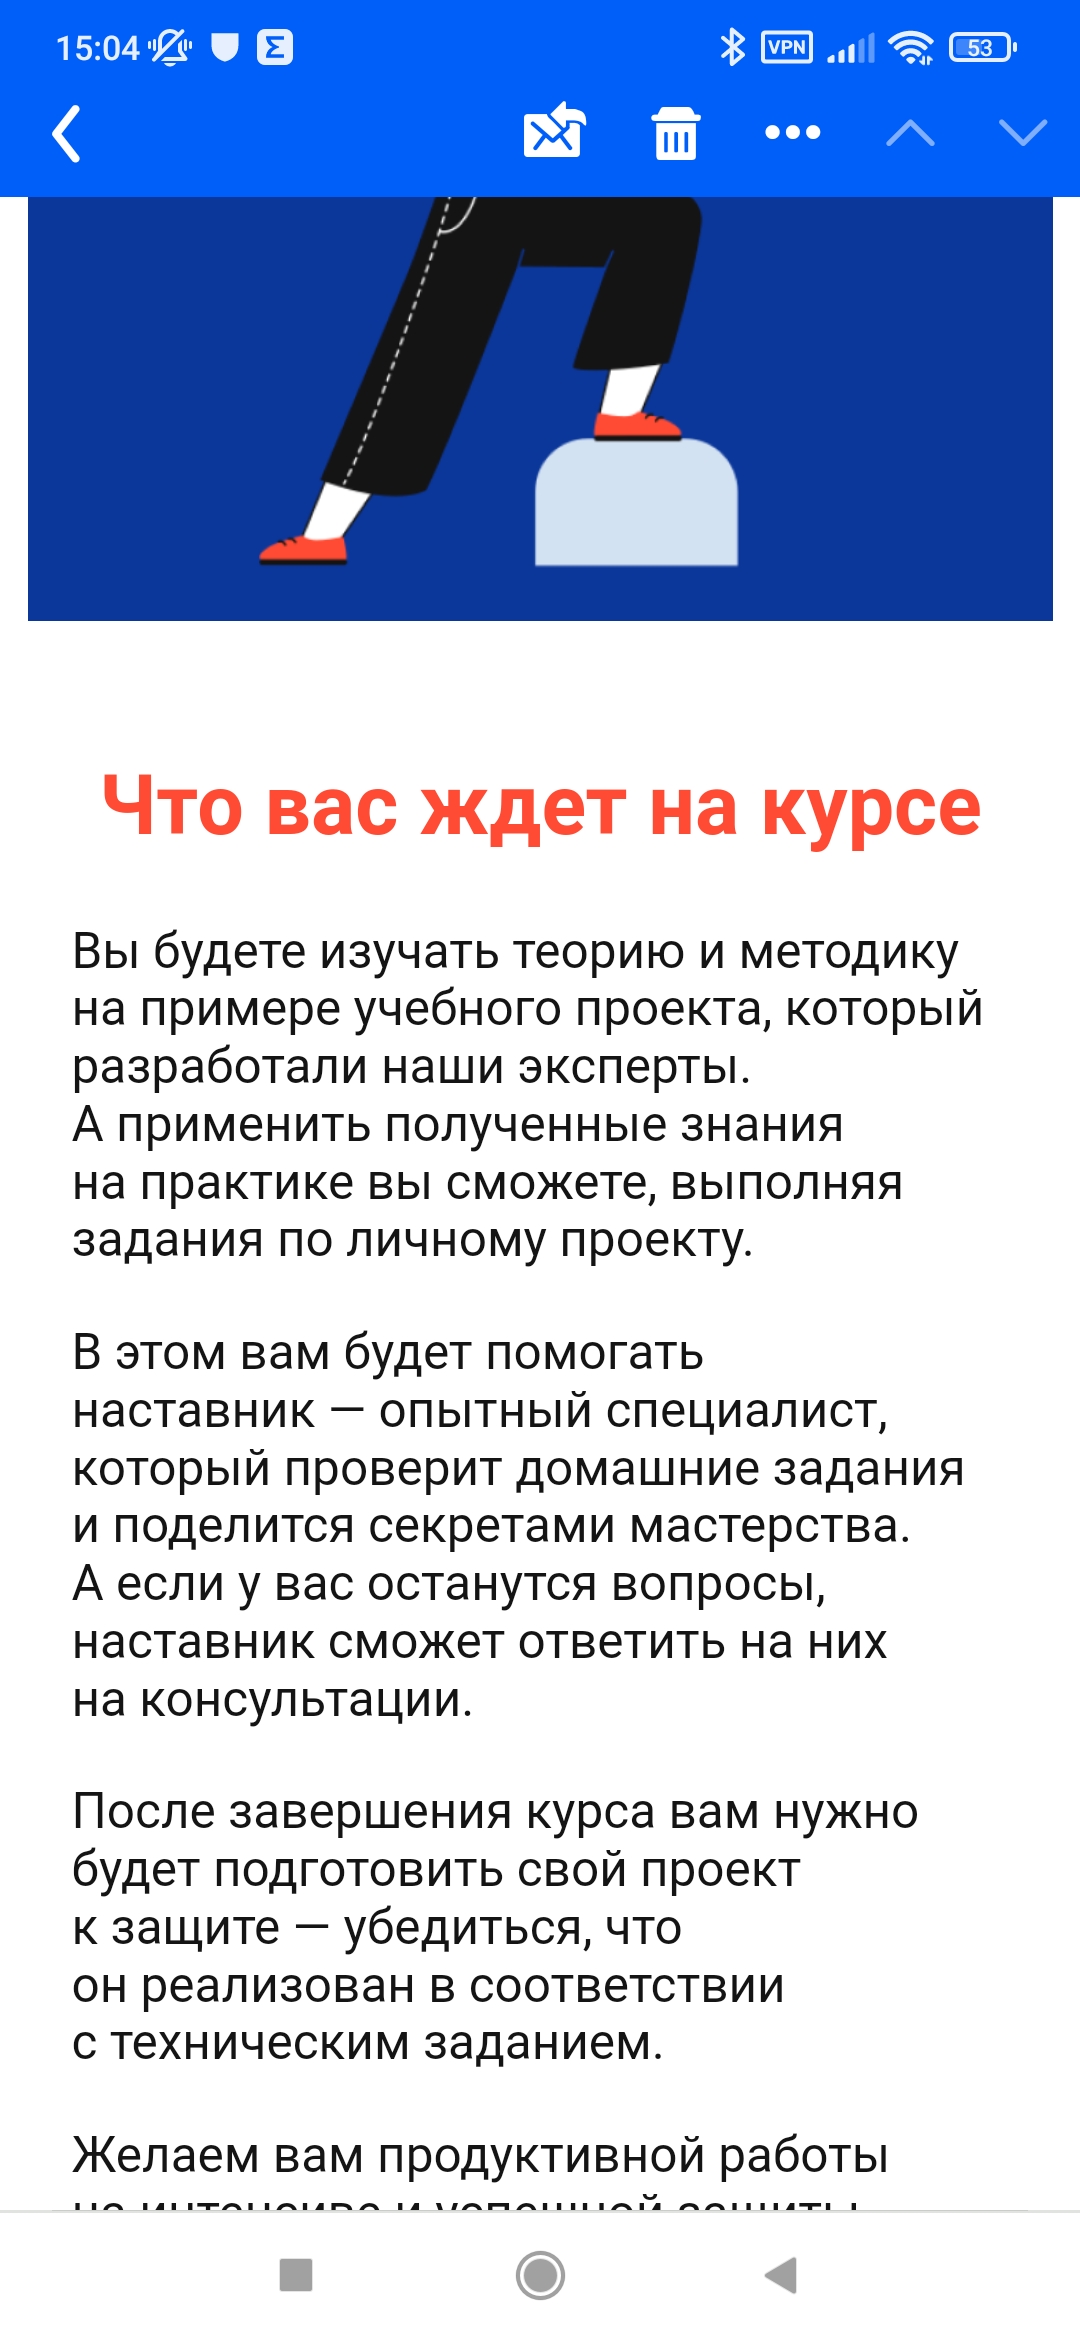 15:04
VPN
53
Что вас ждет на курсе
Вы будете изучать теорию и методику
на примере учебного проекта, который
разработали наши эксперты.
А применить полученные знания
на практике вы сможете, выполняя
задания по личному проекту.
В этом вам будет помогать
наставник — опытный специалист,
который проверит домашние задания
и поделится секретами мастерства.
А если у вас останутся вопросы,
наставник сможет ответить на них
на консультации.
После завершения курса вам нужно
будет подготовить свой проект
к защите — убедиться, что
он реализован в соответствии
с техническим заданием.
Желаем вам продуктивной работы
на интенсиве и успешной защиты